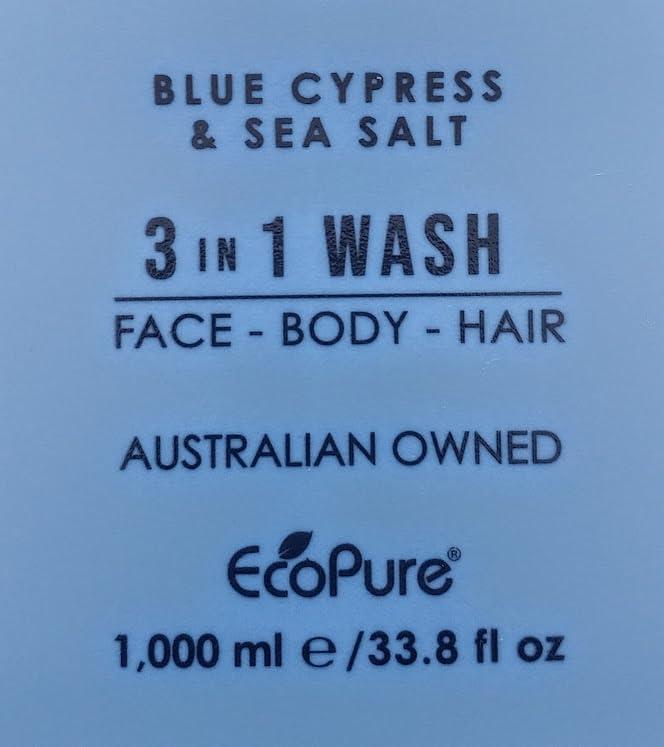 BLUE CYPRESS
& SEA SALT
3 IN 1 WASH
FACE - BODY - HAIR
AUSTRALIAN OWNED
EcoPure®
1,000 ml ℮/33.8 fl oz